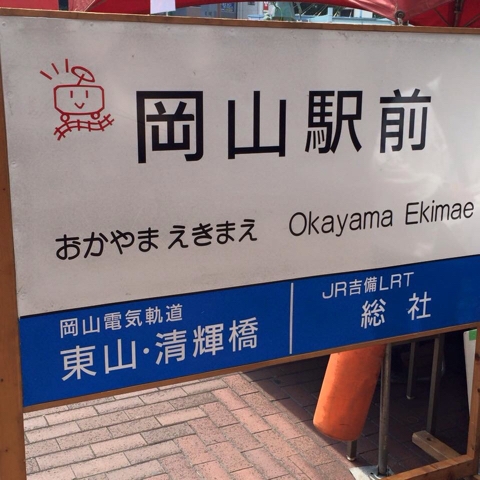 岡山駅前
おかやま えきまえ Okayama Ekimae
岡山電気軌道
東山・清輝橋
JR吉備LRT
総社